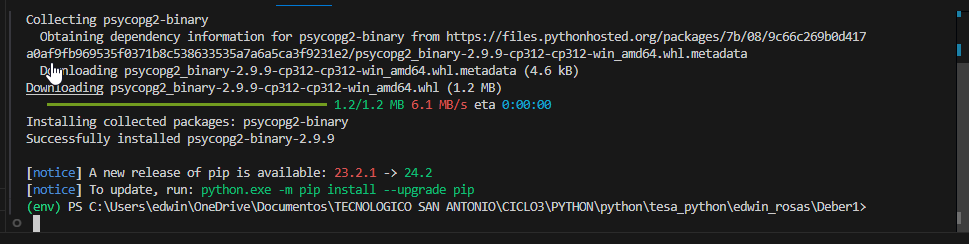 Collecting psycopg2-binary
Obtaining dependency information for psycopg2-binary from https://files.pythonhosted.org/packages/7b/08/9c66c269b0d417
a0af9fb969535f0371b8c538633535a7a6a5ca3f9231e2/psycopg2_binary-2.9.9-cp312-cp312-win_amd64.whl.metadata
Downloading psycopg2_binary-2.9.9-cp312-cp312-win_amd64.whl.metadata (4.6 kB)
Downloading psycopg2_binary-2.9.9-cp312-cp312-win_amd64.whl (1.2 MB)
1.2/1.2 MB 6.1 MB/s eta 0:00:00
Installing collected packages: psycopg2-binary
Successfully installed psycopg2-binary-2.9.9
[notice] A new release of pip is available: 23.2.1 -> 24.2
[notice] To update, run: python.exe -m pip install --upgrade pip
(env) PS C:\Users\edwin\OneDrive\Documentos\TECNOLOGICO SAN ANTONIO\CICLO3\PYTHON\python\tesa_python\edwin_rosas\Deber1>